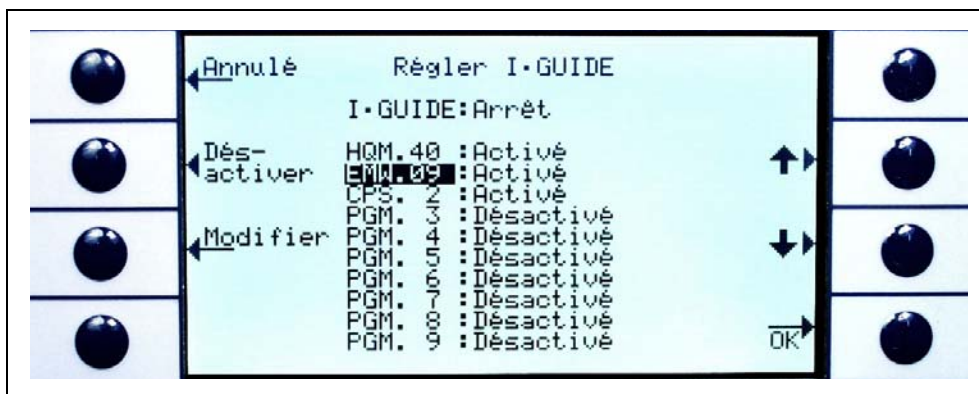 Annulé Régler I·GUIDE
I·GUIDE:Arrêt
Dés- HQM.40 :Activé
activer EMW.09 :Activé
CPS. 2 :Activé
PGM. 3 :Désactivé
Modifier PGM. 4 :Désactivé
PGM. 5 :Désactivé
PGM. 6 :Désactivé
PGM. 7 :Désactivé
PGM. 8 :Désactivé
PGM. 9 :Désactivé
OK